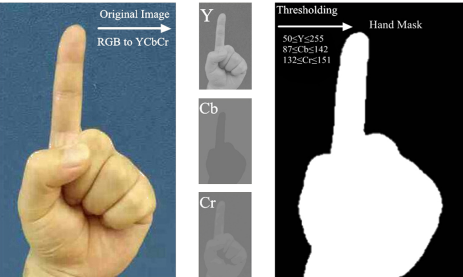 Original Image
RGB to YCbCr
Y
Cb
Cr
Thresholding
50≤Y≤255
87≤Cb≤142
132≤Cr≤151
Hand Mask